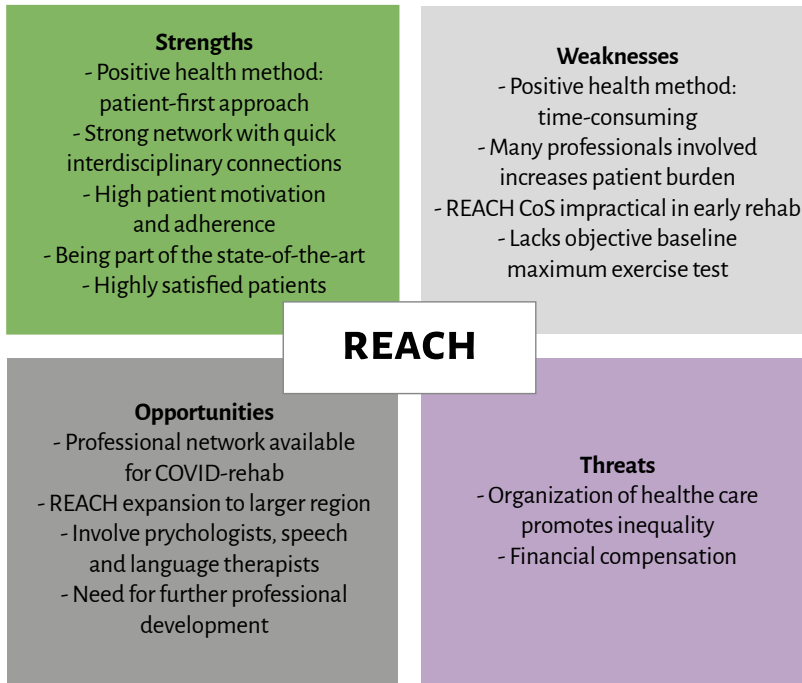 Strengths
- Positive health method:
patient-first approach
- Strong network with quick
interdisciplinary connections
- High patient motivation
and adherence
- Being part of the state-of-the-art
- Highly satisfied patients
Weaknesses
- Positive health method:
time-consuming
- Many professionals involved
increases patient burden
- REACH CoS impractical in early rehab
- Lacks objective baseline
maximum exercise test
REACH
Opportunities
- Professional network available
for COVID-rehab
- REACH expansion to larger region
- Involve prychologists, speech
and language therapists
- Need for further professional
development
Threats
- Organization of healthe care
promotes inequality
- Financial compensation